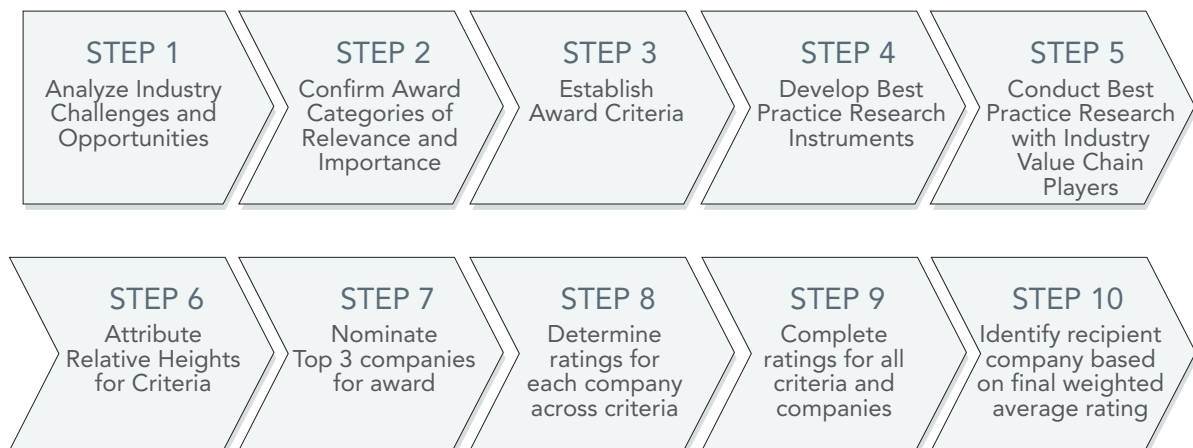 STEP 1
Analyze Industry
Challenges and
Opportunities
STEP 2
Confirm Award
Categories of
Relevance and
Importance
STEP 3
Establish
Award Criteria
STEP 4
Develop Best
Practice Research
Instruments
STEP 5
Conduct Best
Practice Research
with Industry
Value Chain
Players
STEP 6
Attribute
Relative Heights
for Criteria
STEP 7
Nominate
Top 3 companies
for award
STEP 8
Determine
ratings for
each company
across criteria
STEP 9
Complete
ratings for all
criteria and
companies
STEP 10
Identify recipient
company based
on final weighted
average rating